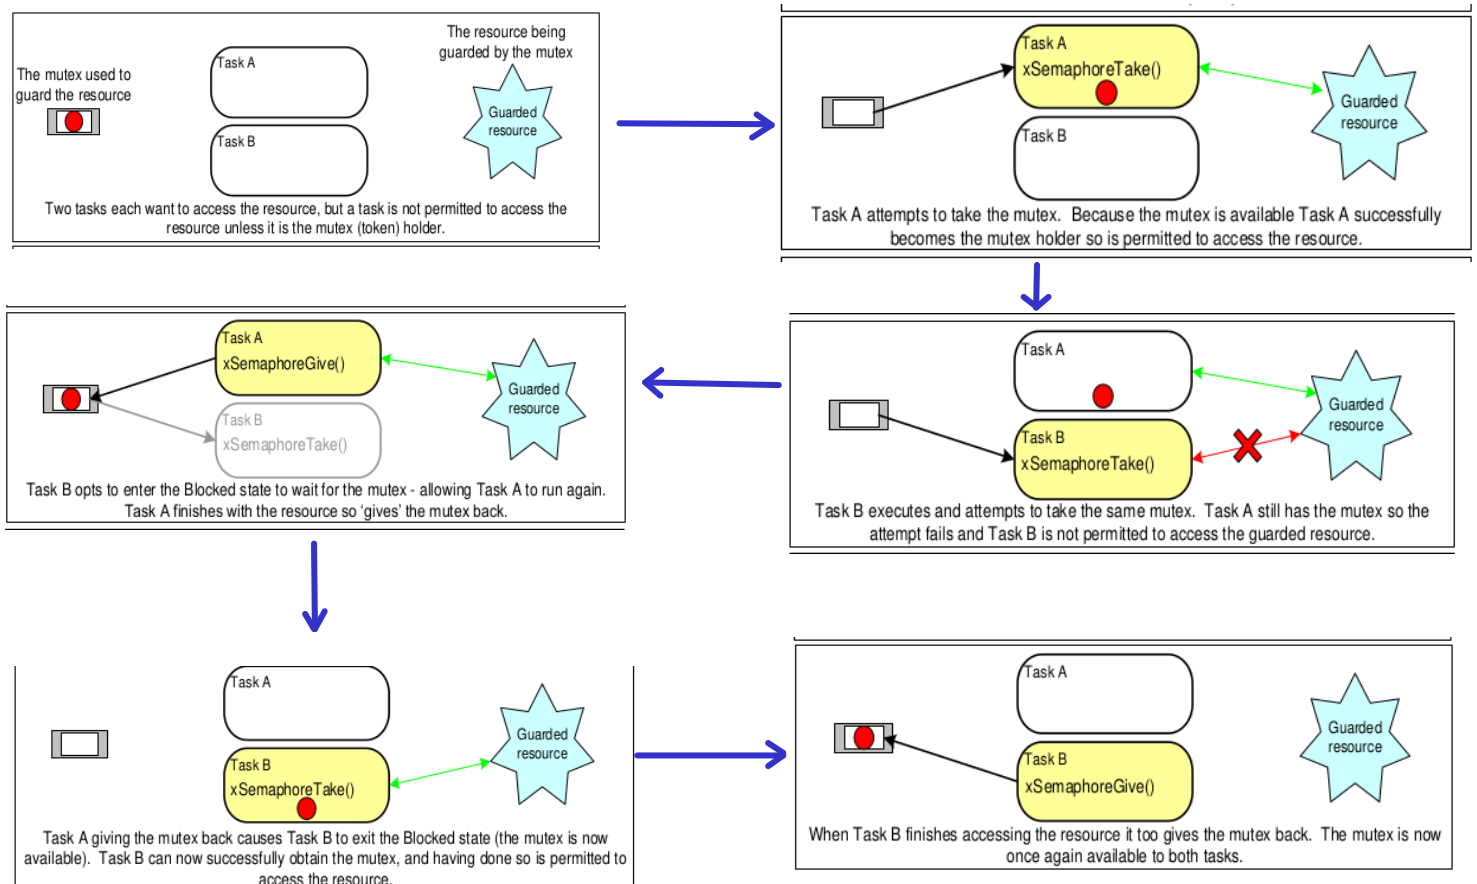 The resource being
guarded by the mutex
The mutex used to
guard the resource
Task A
Task B
Guarded
resource
Two tasks each want to access the resource, but a task is not permitted to access the
resource unless it is the mutex (token) holder.
Task A
xSemaphoreTake()
Task B
Guarded
resource
Task A attempts to take the mutex.  Because the mutex is available Task A successfully
becomes the mutex holder so is permitted to access the resource.
Task A
Task B
xSemaphoreTake()
Guarded
resource
Task B executes and attempts to take the same mutex.  Task A still has the mutex so the
attempt fails and Task B is not permitted to access the guarded resource.
Task A
xSemaphoreGive()
Task B
xSemaphoreTake()
Guarded
resource
Task B opts to enter the Blocked state to wait for the mutex - allowing Task A to run again.
Task A finishes with the resource so ‘gives’ the mutex back.
Task A
Task B
xSemaphoreTake()
Guarded
resource
Task A giving the mutex back causes Task B to exit the Blocked state (the mutex is now
available).  Task B can now successfully obtain the mutex, and having done so is permitted to
access the resource.
Task A
Task B
xSemaphoreGive()
Guarded
resource
When Task B finishes accessing the resource it too gives the mutex back.  The mutex is now
once again available to both tasks.